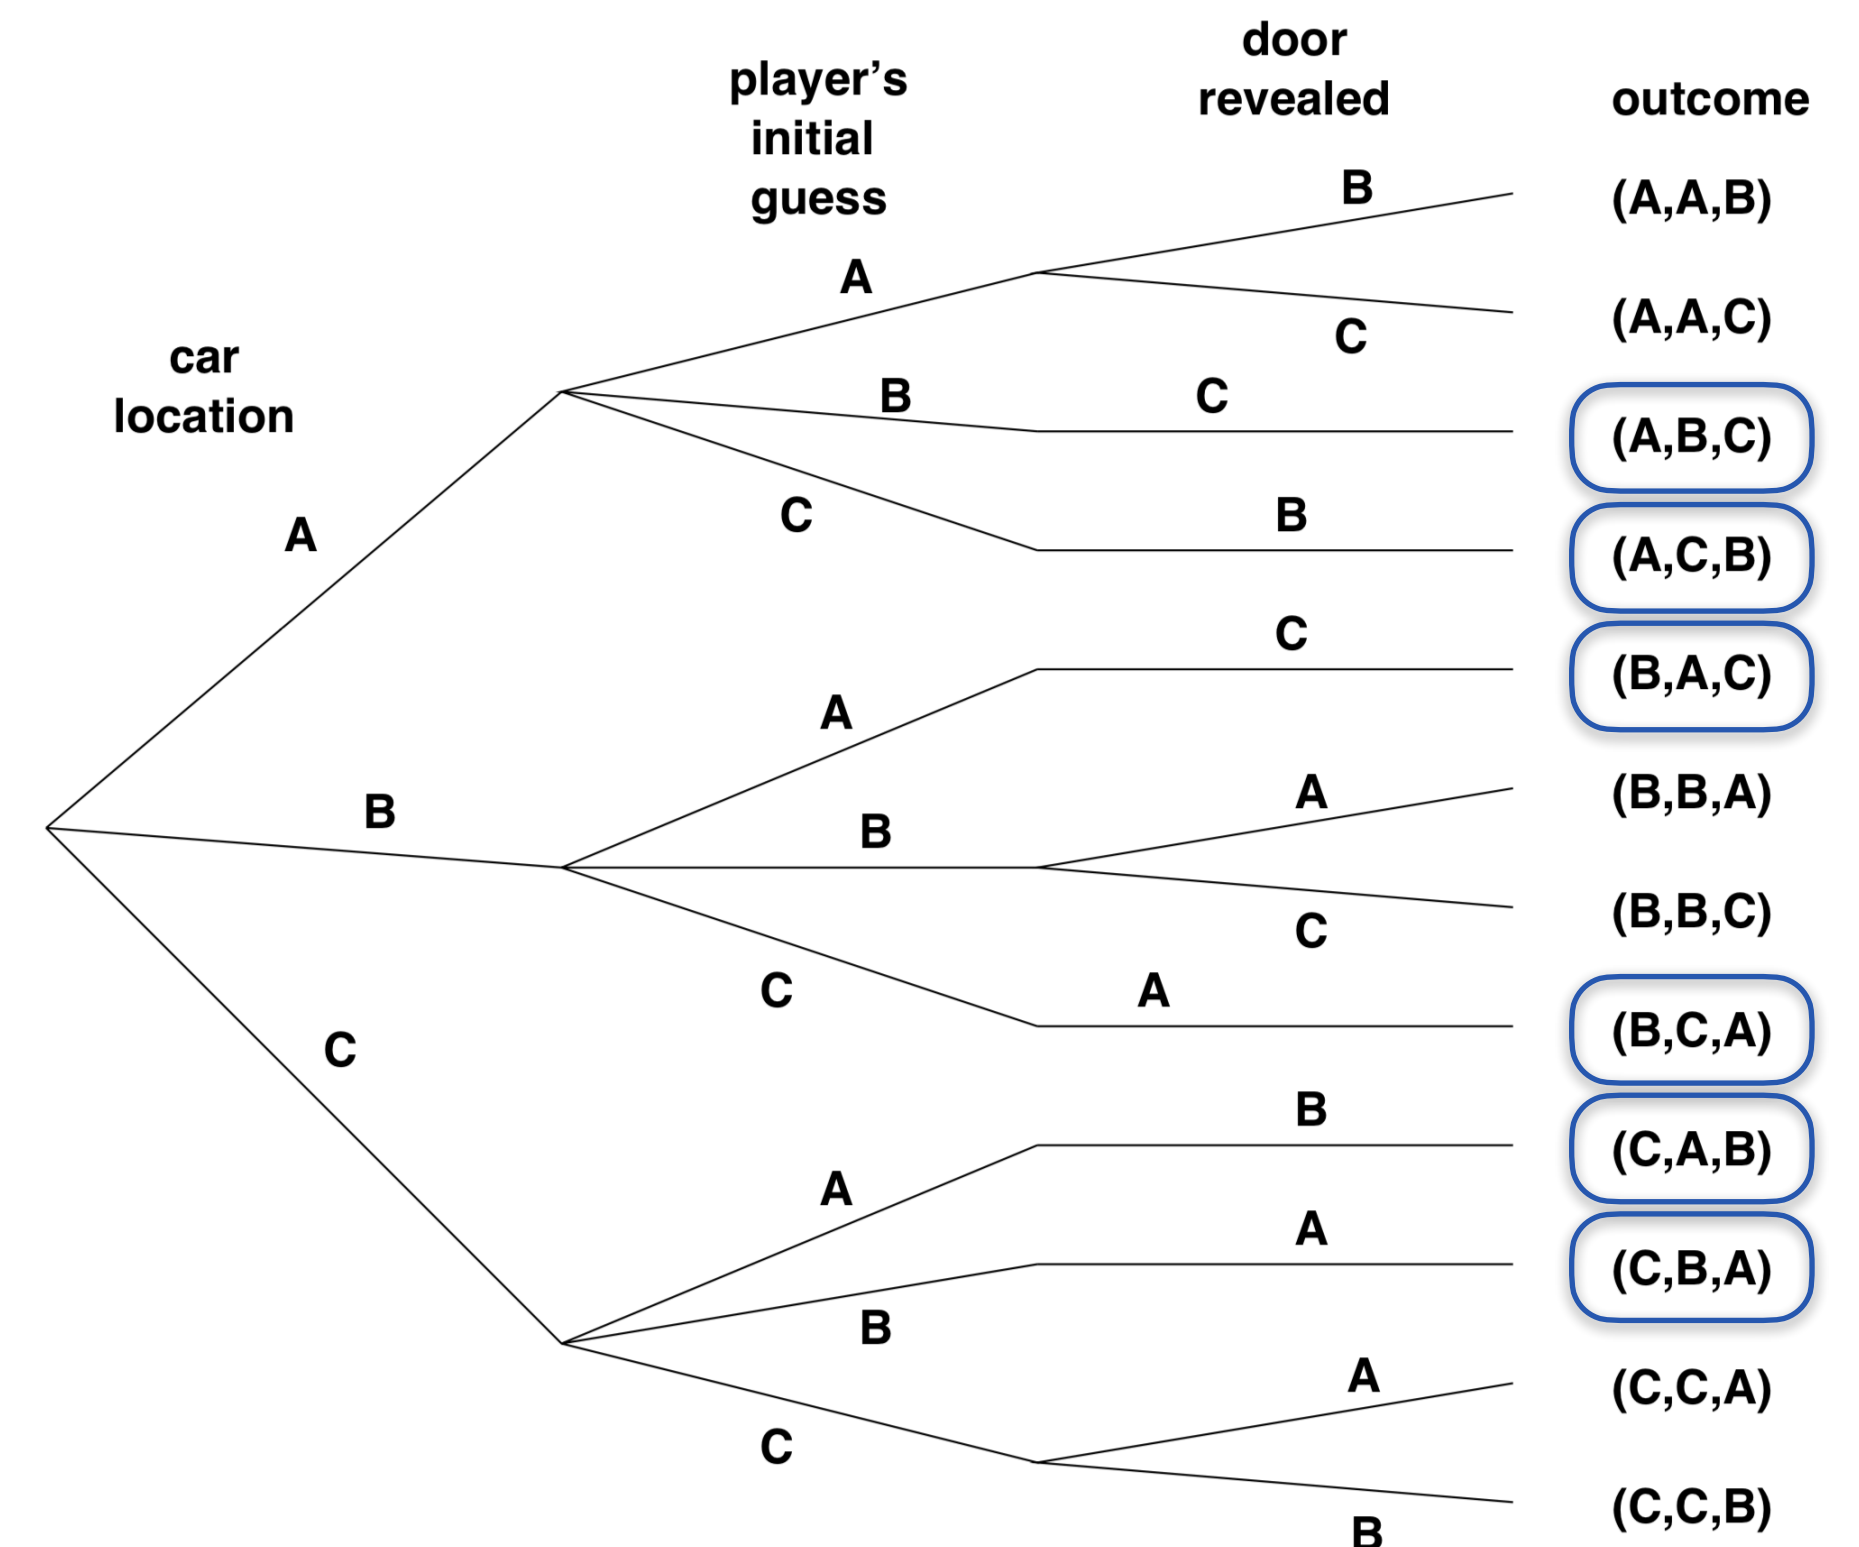 door
revealed
player’s
initial
guess
outcome
car
location
B
(A,A,B)
A
C
(A,A,C)
B
C
(A,B,C)
A
C
B
(A,C,B)
C
(B,A,C)
A
A
(B,B,A)
B
B
C
(B,B,C)
C
A
(B,C,A)
C
B
(C,A,B)
A
A
(C,B,A)
B
A
(C,C,A)
C
B
(C,C,B)